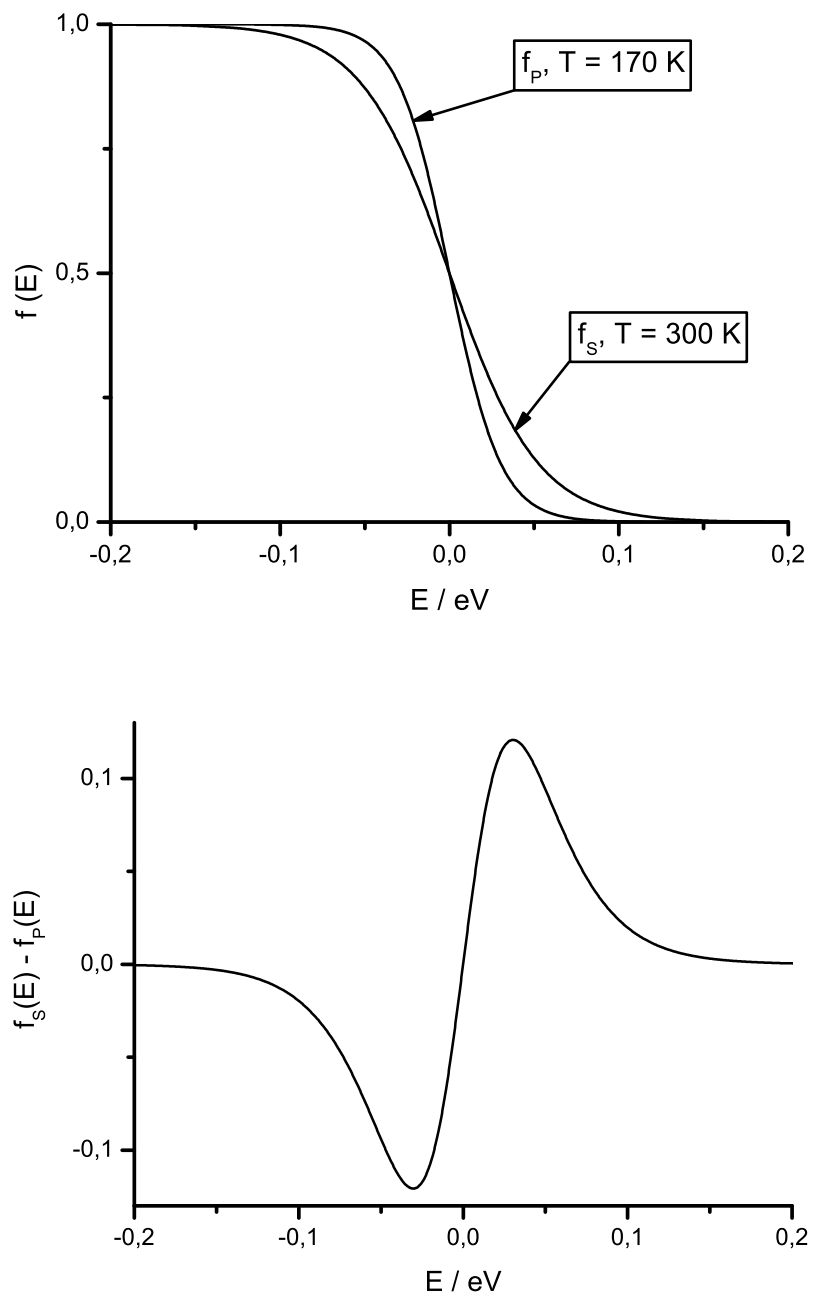 1,0
0,5
0,0
f (E)
f_P, T = 170 K
f_S, T = 300 K
-0,2 -0,1 0,0 0,1 0,2
E / eV
0,1
0,0
-0,1
f_S(E) - f_P(E)
-0,2 -0,1 0,0 0,1 0,2
E / eV